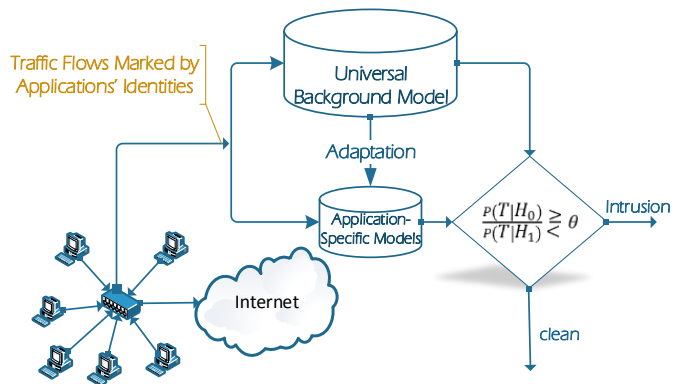 Traffic Flows Marked by
Applications' Identities
Universal
Background Model
Adaptation
Application-
Specific Models
P(T|H₀) / P(T|H₁) ≥ < θ
Intrusion
Internet
clean